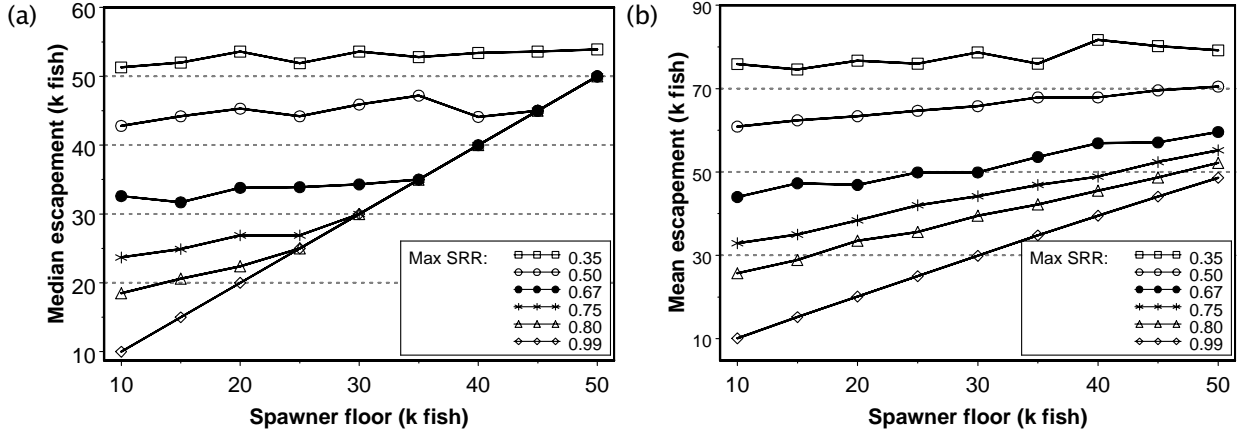 (a)
Median escapement (k fish)
60
50
40
30
20
10
Max SRR:
0.35
0.50
0.67
0.75
0.80
0.99
10 20 30 40 50
Spawner floor (k fish)
(b)
Mean escapement (k fish)
90
70
50
30
10
Max SRR:
0.35
0.50
0.67
0.75
0.80
0.99
10 20 30 40 50
Spawner floor (k fish)